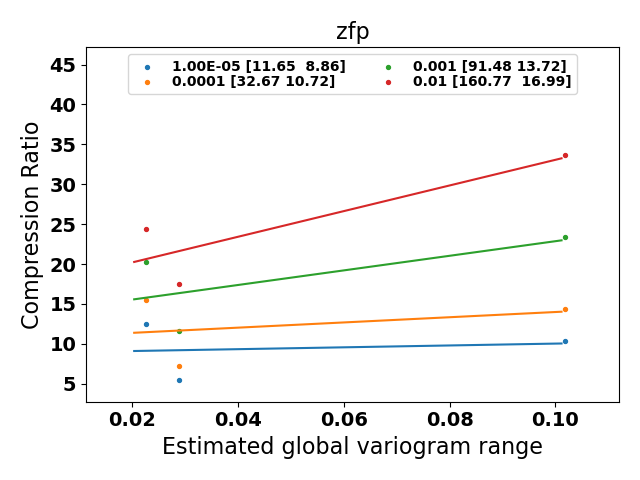 zfp
1.00E-05 [11.65  8.86]
0.0001 [32.67 10.72]
0.001 [91.48 13.72]
0.01 [160.77  16.99]
Compression Ratio
45
40
35
30
25
20
15
10
5
0.02 0.04 0.06 0.08 0.10
Estimated global variogram range